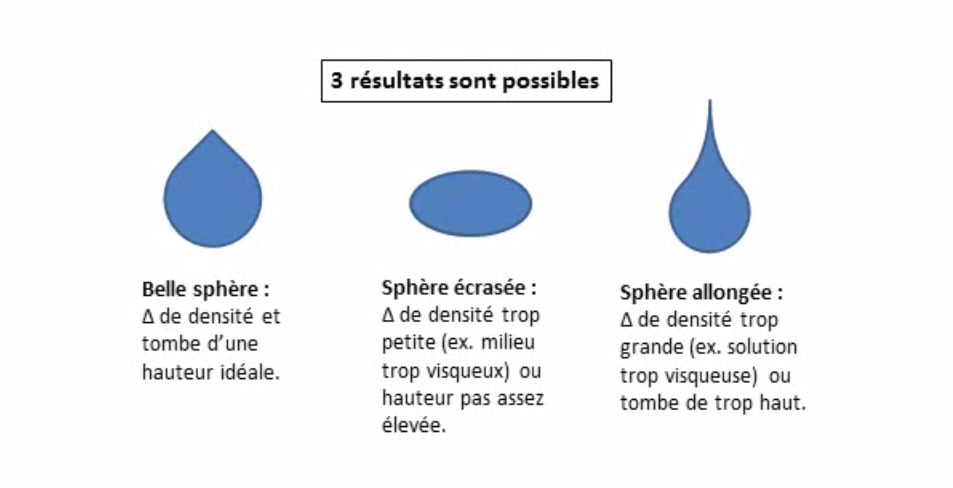 3 résultats sont possibles
Belle sphère :
Δ de densité et
tombe d'une
hauteur idéale.
Sphère écrasée :
Δ de densité trop
petite (ex. milieu
trop visqueux) ou
hauteur pas assez
élevée.
Sphère allongée :
Δ de densité trop
grande (ex. solution
trop visqueuse) ou
tombe de trop haut.